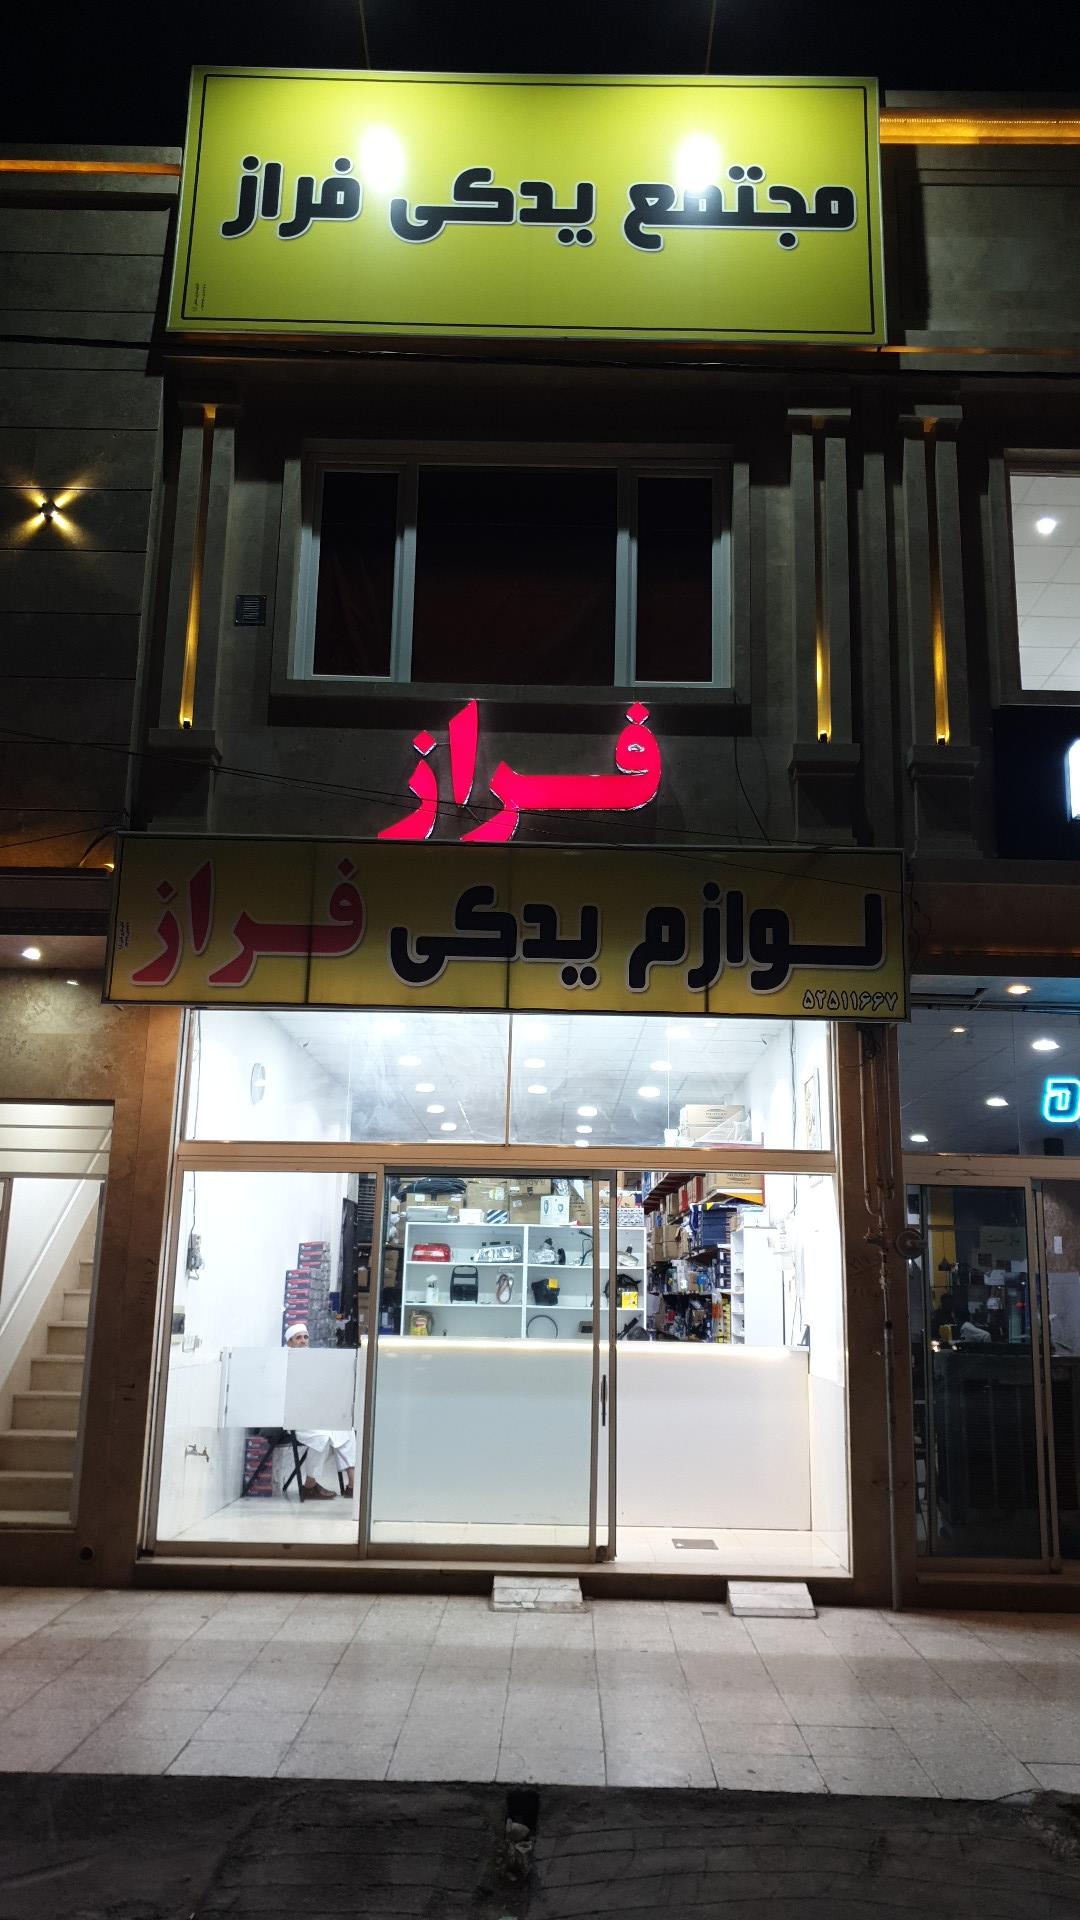 مجتمع یدکی فراز
فراز
لوازم یدکی فراز
۵۲۵۱۱۶۶۷